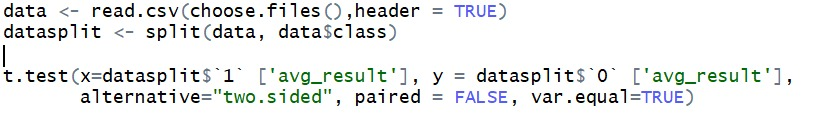 data <- read.csv(choose.files(),header = TRUE)
datasplit <- split(data, data$class)
t.test(x=datasplit$`1` ['avg_result'], y = datasplit$`0` ['avg_result'],
alternative="two.sided", paired = FALSE, var.equal=TRUE)